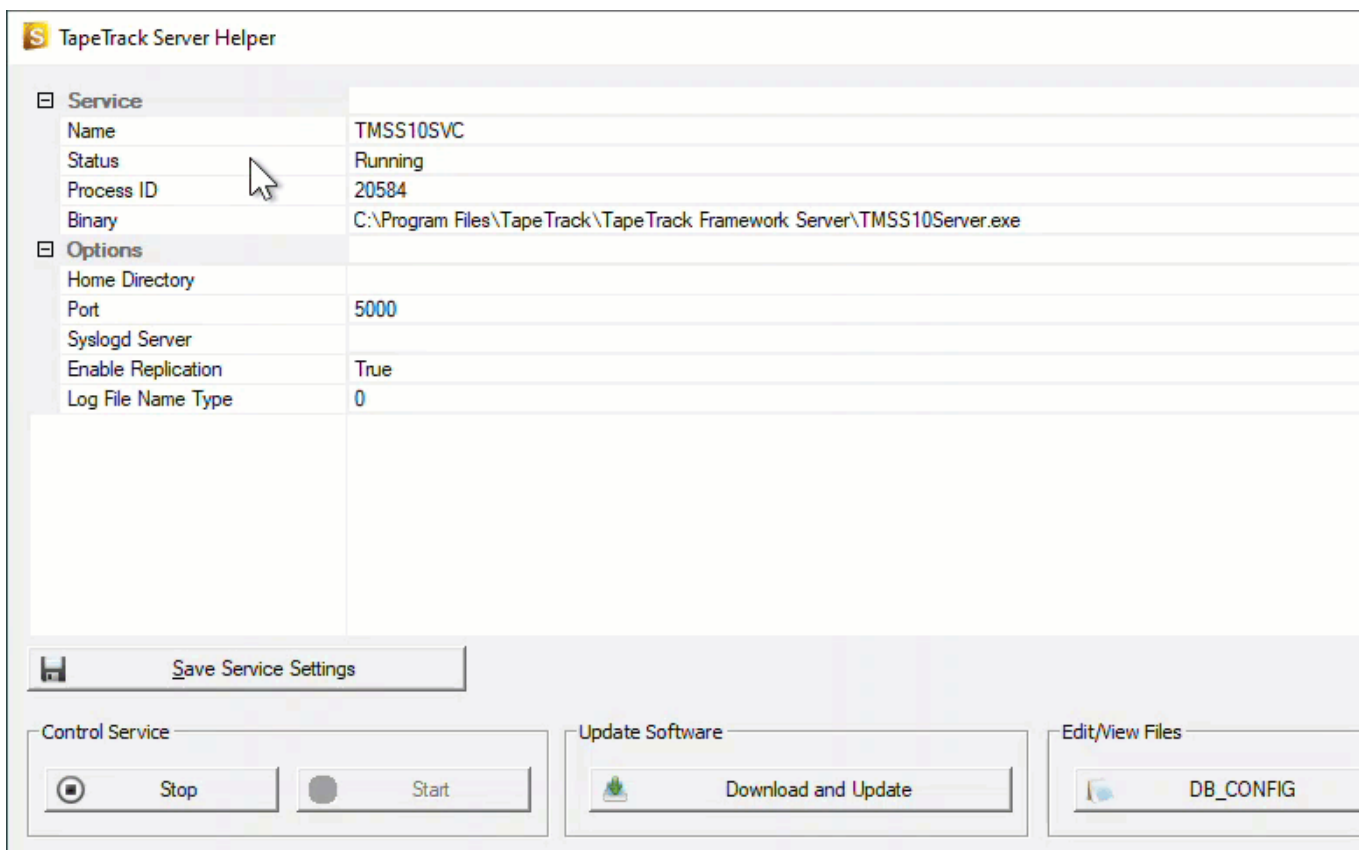 TapeTrack Server Helper
Service
Name TMSS10SVC
Status Running
Process ID 20584
Binary C:\Program Files\TapeTrack\TapeTrack Framework Server\TMSS10Server.exe
Options
Home Directory
Port 5000
Syslogd Server
Enable Replication True
Log File Name Type 0
Save Service Settings
Control Service Update Software Edit/View Files
Stop Start Download and Update DB_CONFIG